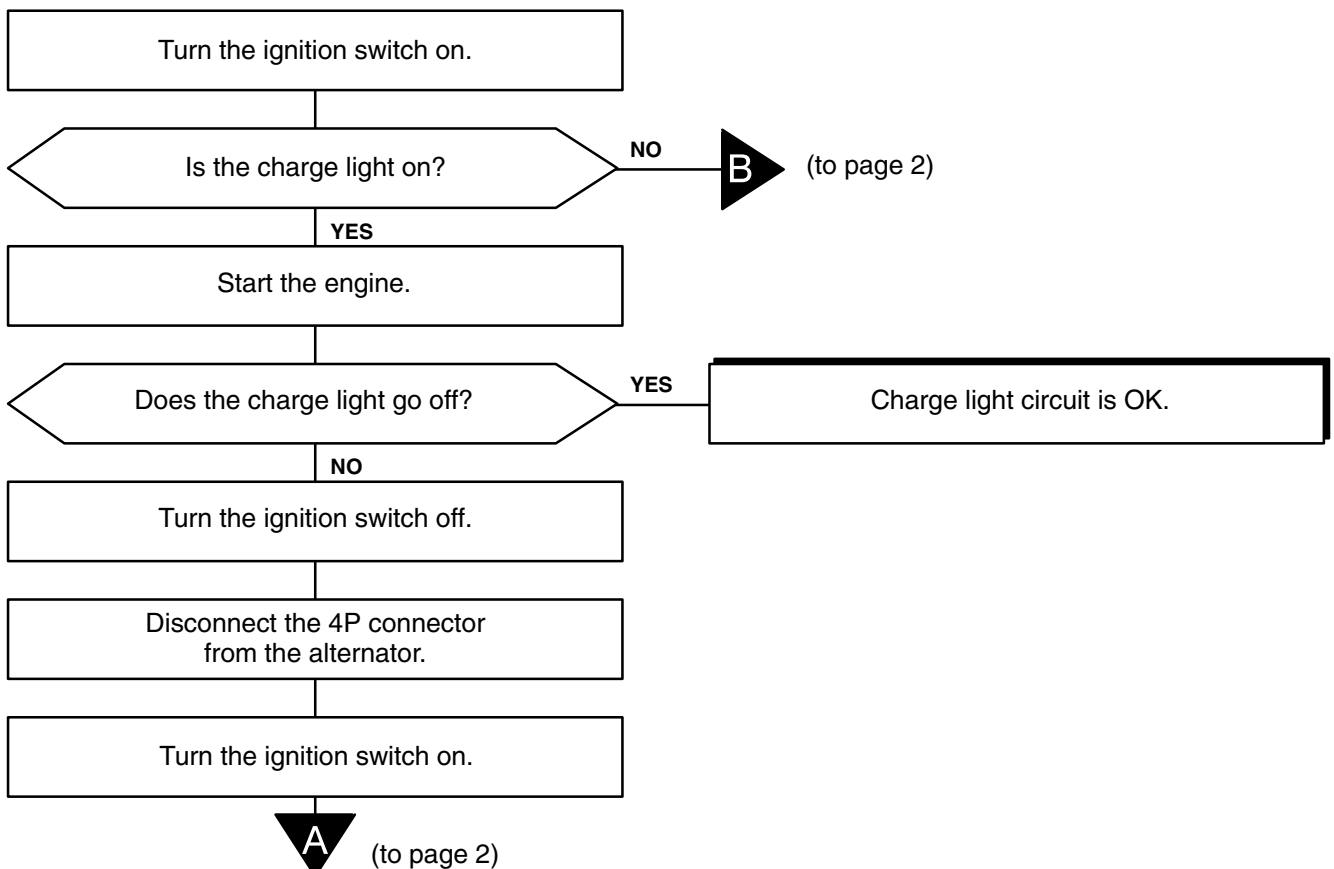 Turn the ignition switch on.
Is the charge light on?
NO
B
(to page 2)
YES
Start the engine.
Does the charge light go off?
YES
Charge light circuit is OK.
NO
Turn the ignition switch off.
Disconnect the 4P connector
from the alternator.
Turn the ignition switch on.
A
(to page 2)